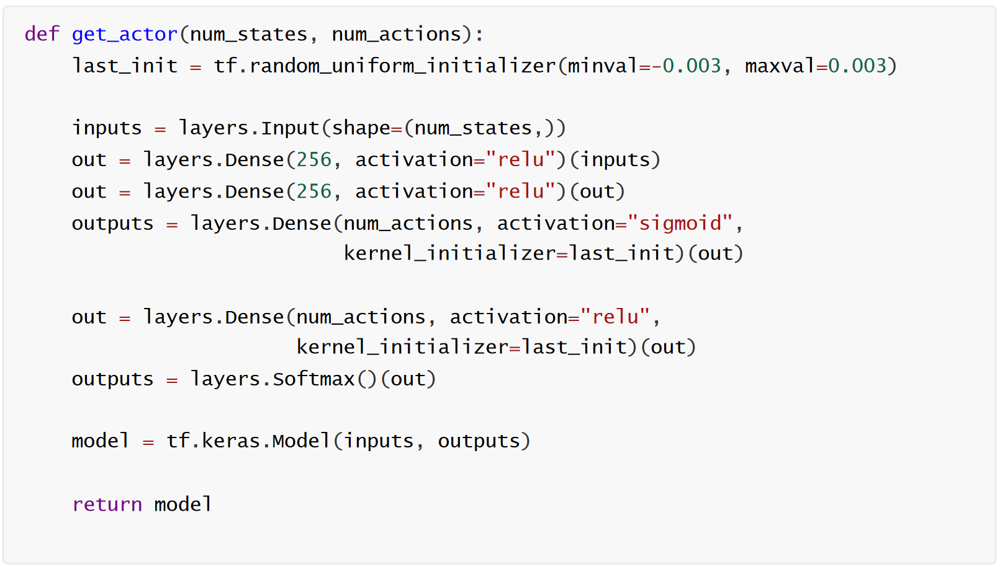 def get_actor(num_states, num_actions):
    last_init = tf.random_uniform_initializer(minval=-0.003, maxval=0.003)
    inputs = layers.Input(shape=(num_states,))
    out = layers.Dense(256, activation="relu")(inputs)
    out = layers.Dense(256, activation="relu")(out)
    outputs = layers.Dense(num_actions, activation="sigmoid",
                           kernel_initializer=last_init)(out)
    out = layers.Dense(num_actions, activation="relu",
                       kernel_initializer=last_init)(out)
    outputs = layers.Softmax()(out)
    model = tf.keras.Model(inputs, outputs)
    return model